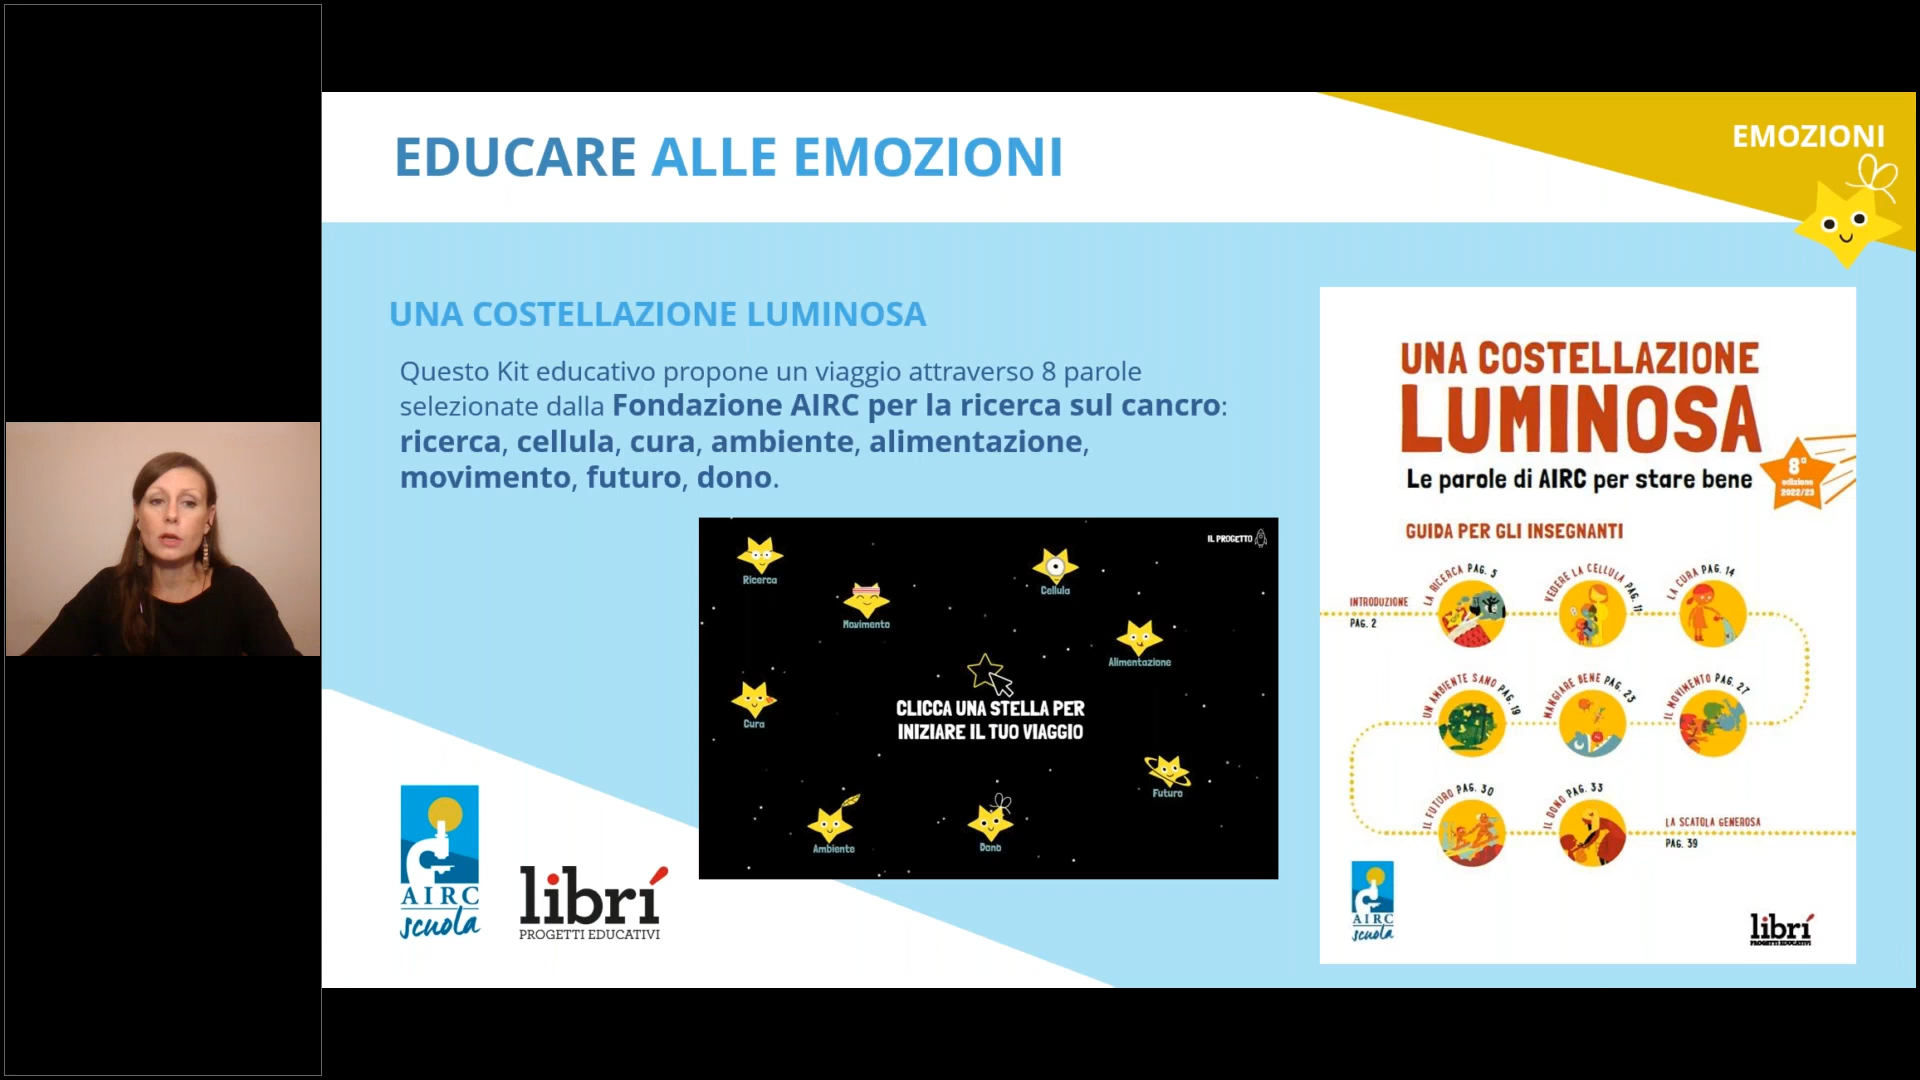 EDUCARE ALLE EMOZIONI
EMOZIONI
UNA COSTELLAZIONE LUMINOSA
Questo Kit educativo propone un viaggio attraverso 8 parole
selezionate dalla Fondazione AIRC per la ricerca sul cancro:
ricerca, cellula, cura, ambiente, alimentazione,
movimento, futuro, dono.
IL PROGETTO
Ricerca
Movimento
Cellula
Alimentazione
Cura
CLICCA UNA STELLA PER
INIZIARE IL TUO VIAGGIO
Futuro
Ambiente
Dono
AIRC
scuola
librí
PROGETTI EDUCATIVI
UNA COSTELLAZIONE
LUMINOSA
Le parole di AIRC per stare bene
8ª
edizione
2022/23
GUIDA PER GLI INSEGNANTI
INTRODUZIONE
PAG. 2
LA RICERCA PAG. 5
VEDERE LA CELLULA PAG. 11
LA CURA PAG. 14
UN AMBIENTE SANO PAG. 19
MANGIARE BENE PAG. 23
IL MOVIMENTO PAG. 27
IL FUTURO PAG. 30
IL DONO PAG. 33
LA SCATOLA GENEROSA
PAG. 39
AIRC
scuola
librí
PROGETTI EDUCATIVI